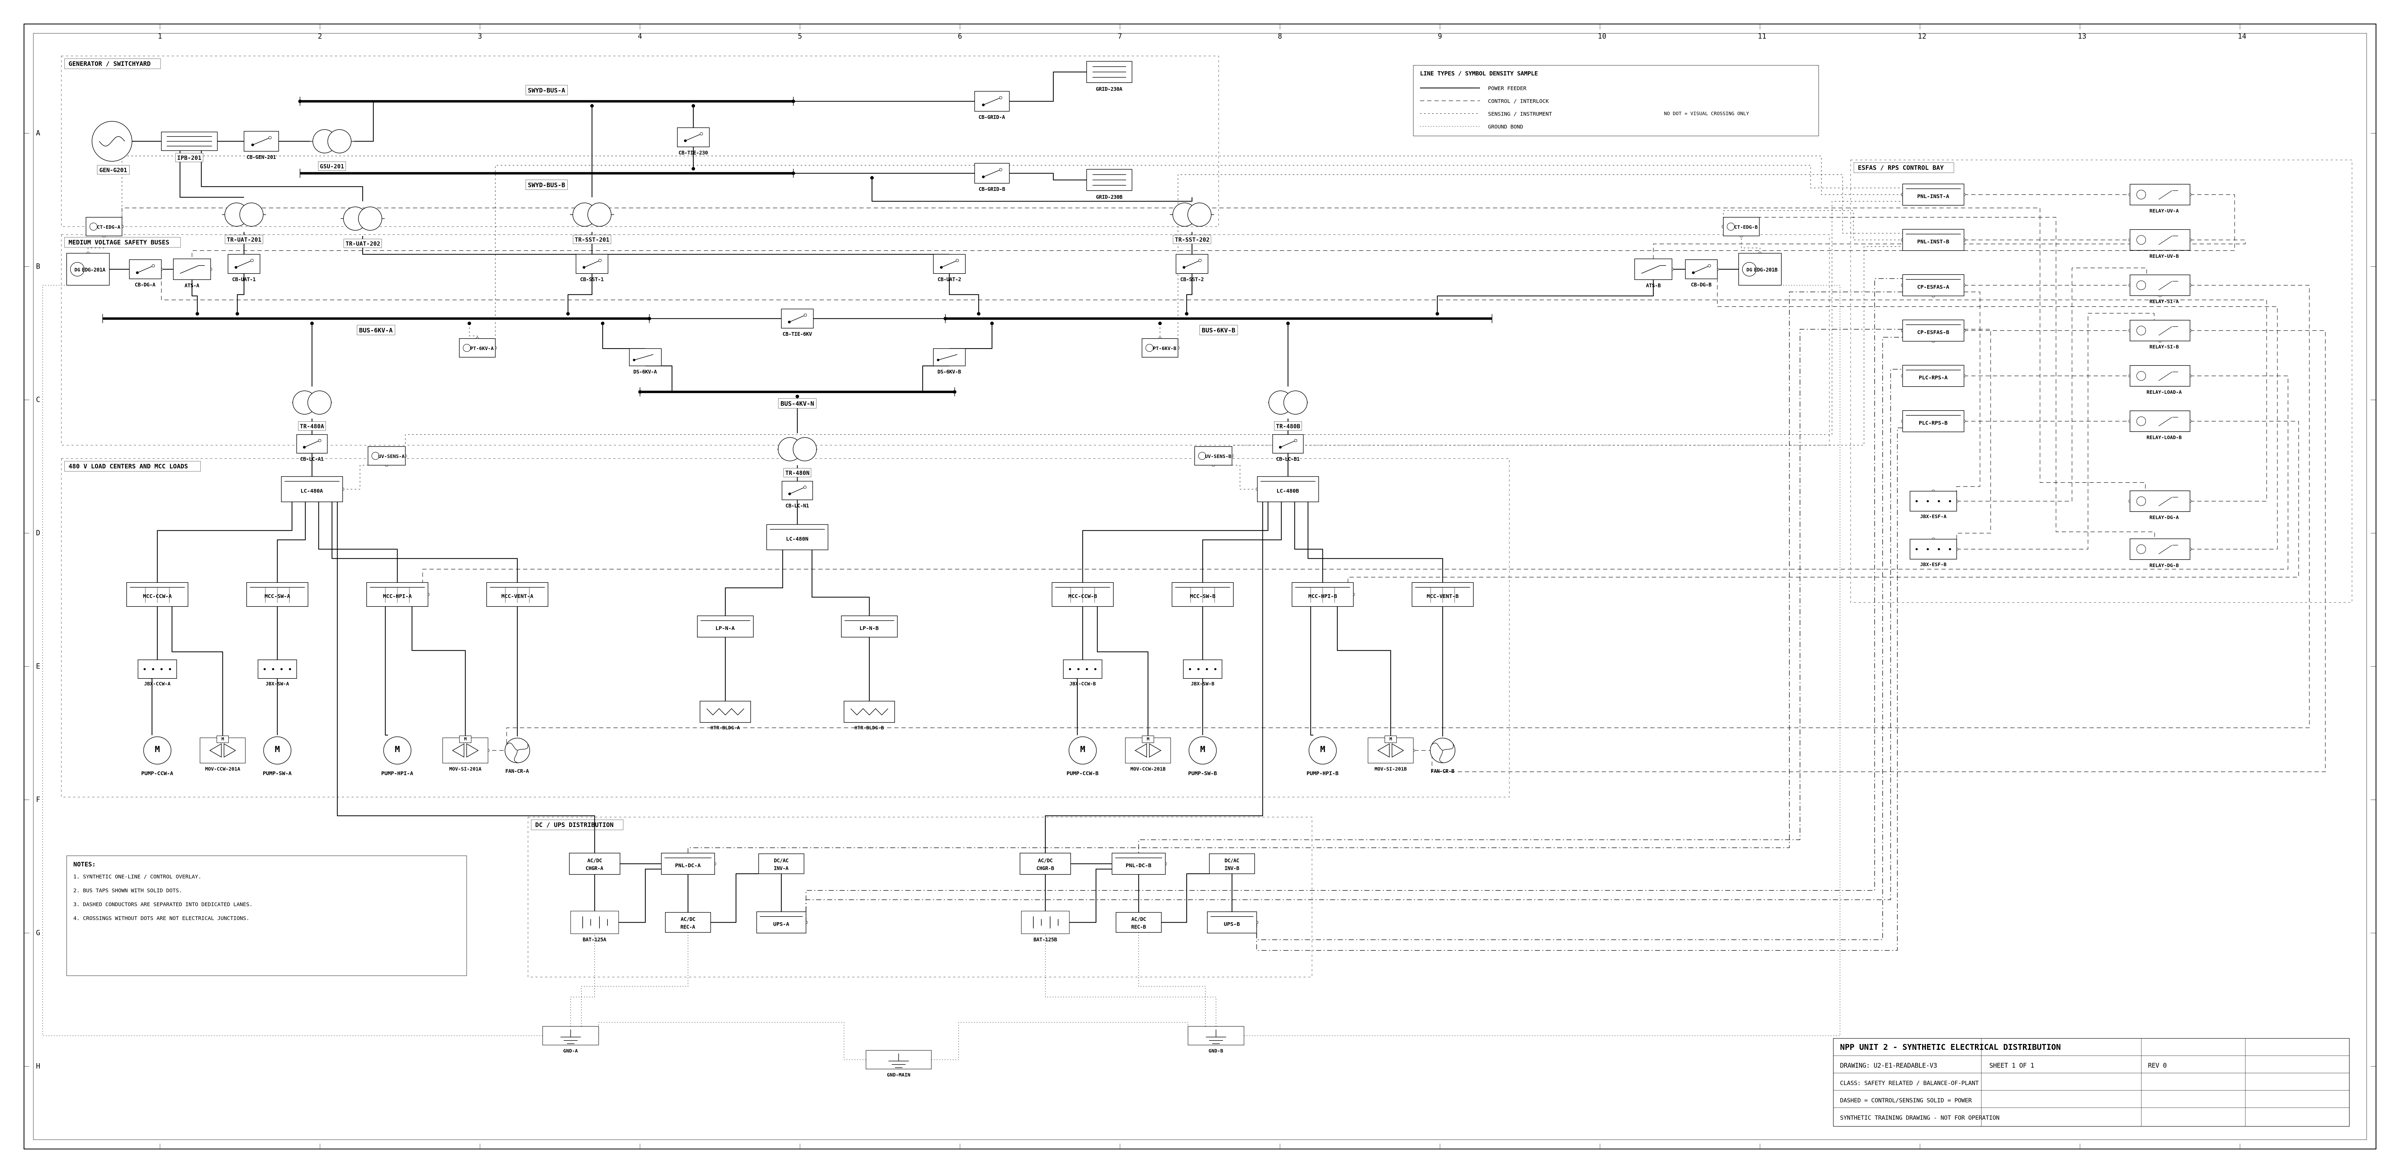 1 2 3 4 5 6 7 8 9 10 11 12 13 14
A
B
C
D
E
F
G
H
GENERATOR / SWITCHYARD
SWYD-BUS-A
GRID-230A
CB-GRID-A
LINE TYPES / SYMBOL DENSITY SAMPLE
POWER FEEDER
CONTROL / INTERLOCK
SENSING / INSTRUMENT
NO DOT = VISUAL CROSSING ONLY
GROUND BOND
GEN-G201
IPB-201
CB-GEN-201
GSU-201
CB-TIE-230
SWYD-BUS-B
CB-GRID-B
GRID-230B
ESFAS / RPS CONTROL BAY
PNL-INST-A
RELAY-UV-A
PNL-INST-B
RELAY-UV-B
CP-ESFAS-A
RELAY-SI-A
CP-ESFAS-B
RELAY-SI-B
PLC-RPS-A
RELAY-LOAD-A
PLC-RPS-B
RELAY-LOAD-B
JBX-ESF-A
RELAY-DG-A
JBX-ESF-B
RELAY-DG-B
CT-EDG-A
MEDIUM VOLTAGE SAFETY BUSES
TR-UAT-201
TR-UAT-202
TR-SST-201
TR-SST-202
CT-EDG-B
DG EDG-201A
CB-DG-A
ATS-A
CB-UAT-1
CB-SST-1
CB-UAT-2
CB-SST-2
ATS-B
CB-DG-B
DG EDG-201B
BUS-6KV-A
CB-TIE-6KV
BUS-6KV-B
PT-6KV-A
DS-6KV-A
DS-6KV-B
PT-6KV-B
BUS-4KV-N
TR-480A
TR-480B
CB-LC-A1
UV-SENS-A
UV-SENS-B
CB-LC-B1
480 V LOAD CENTERS AND MCC LOADS
TR-480N
LC-480A
CB-LC-N1
LC-480B
LC-480N
MCC-CCW-A
MCC-SW-A
MCC-HPI-A
MCC-VENT-A
MCC-CCW-B
MCC-SW-B
MCC-HPI-B
MCC-VENT-B
LP-N-A
LP-N-B
JBX-CCW-A
JBX-SW-A
JBX-CCW-B
JBX-SW-B
HTR-BLDG-A
HTR-BLDG-B
M
M
M
M
M
M
M
M
M
M
PUMP-CCW-A
MOV-CCW-201A
PUMP-SW-A
PUMP-HPI-A
MOV-SI-201A
FAN-CR-A
PUMP-CCW-B
MOV-CCW-201B
PUMP-SW-B
PUMP-HPI-B
MOV-SI-201B
FAN-CR-B
DC / UPS DISTRIBUTION
AC/DC
CHGR-A
PNL-DC-A
DC/AC
INV-A
AC/DC
CHGR-B
PNL-DC-B
DC/AC
INV-B
BAT-125A
AC/DC
REC-A
UPS-A
BAT-125B
AC/DC
REC-B
UPS-B
NOTES:
1. SYNTHETIC ONE-LINE / CONTROL OVERLAY.
2. BUS TAPS SHOWN WITH SOLID DOTS.
3. DASHED CONDUCTORS ARE SEPARATED INTO DEDICATED LANES.
4. CROSSINGS WITHOUT DOTS ARE NOT ELECTRICAL JUNCTIONS.
GND-A
GND-MAIN
GND-B
NPP UNIT 2 - SYNTHETIC ELECTRICAL DISTRIBUTION
DRAWING: U2-E1-READABLE-V3 SHEET 1 OF 1 REV 0
CLASS: SAFETY RELATED / BALANCE-OF-PLANT
DASHED = CONTROL/SENSING SOLID = POWER
SYNTHETIC TRAINING DRAWING - NOT FOR OPERATION